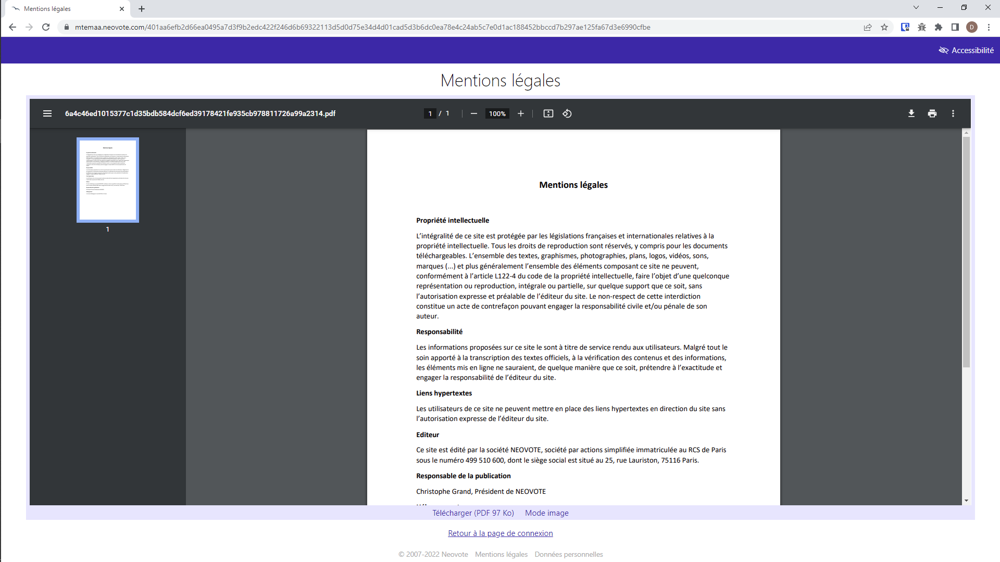 Mentions légales
mtemaa.neovote.com/401aa6efb2d66ea0495a7d3f9b2edc422f246d6b69322113d5d0d75e34d4d01cad5d3b6dc0ea78e4c24ab5c7e0d1ac188452bbccd7b297ae125fa67d3e6990cfbe
D
Accessibilité
Mentions légales
6a4c46ed1015377c1d35bdb584dcf6ed39178421fe935cb978811726a99a2314.pdf
1 / 1
100%
1
Mentions légales
Propriété intellectuelle
L’intégralité de ce site est protégée par les législations françaises et internationales relatives à la
propriété intellectuelle. Tous les droits de reproduction sont réservés, y compris pour les documents
téléchargeables. L’ensemble des textes, graphismes, photographies, plans, logos, vidéos, sons,
marques (...) et plus généralement l’ensemble des éléments composant ce site ne peuvent,
conformément à l’article L122-4 du code de la propriété intellectuelle, faire l’objet d’une quelconque
représentation ou reproduction, intégrale ou partielle, sur quelque support que ce soit, sans
l’autorisation expresse et préalable de l’éditeur du site. Le non-respect de cette interdiction
constitue un acte de contrefaçon pouvant engager la responsabilité civile et/ou pénale de son
auteur.
Responsabilité
Les informations proposées sur ce site le sont à titre de service rendu aux utilisateurs. Malgré tout le
soin apporté à la transcription des textes officiels, à la vérification des contenus et des informations,
les éléments mis en ligne ne sauraient, de quelque manière que ce soit, prétendre à l’exactitude et
engager la responsabilité de l’éditeur du site.
Liens hypertextes
Les utilisateurs de ce site ne peuvent mettre en place des liens hypertextes en direction du site sans
l’autorisation expresse de l’éditeur du site.
Editeur
Ce site est édité par la société NEOVOTE, société par actions simplifiée immatriculée au RCS de Paris
sous le numéro 499 510 600, dont le siège social est situé au 25, rue Lauriston, 75116 Paris.
Responsable de la publication
Christophe Grand, Président de NEOVOTE
Télécharger (PDF 97 Ko) Mode image
Retour à la page de connexion
© 2007-2022 Neovote Mentions légales Données personnelles